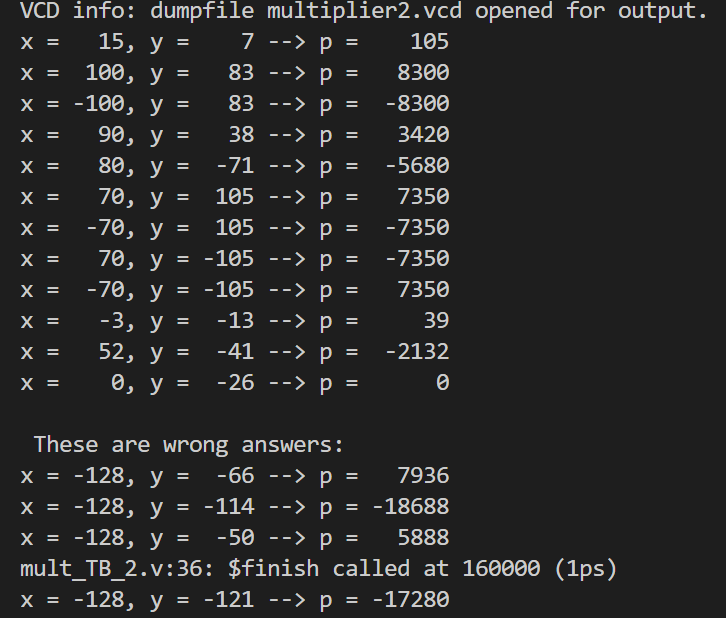 VCD info: dumpfile multiplier2.vcd opened for output.
x =   15, y =    7 --> p =    105
x =  100, y =   83 --> p =   8300
x = -100, y =   83 --> p =  -8300
x =   90, y =   38 --> p =   3420
x =   80, y =  -71 --> p =  -5680
x =   70, y =  105 --> p =   7350
x =  -70, y =  105 --> p =  -7350
x =   70, y = -105 --> p =  -7350
x =  -70, y = -105 --> p =   7350
x =   -3, y =  -13 --> p =     39
x =   52, y =  -41 --> p =  -2132
x =    0, y =  -26 --> p =      0
 These are wrong answers:
x = -128, y =  -66 --> p =   7936
x = -128, y = -114 --> p = -18688
x = -128, y =  -50 --> p =   5888
mult_TB_2.v:36: $finish called at 160000 (1ps)
x = -128, y = -121 --> p = -17280